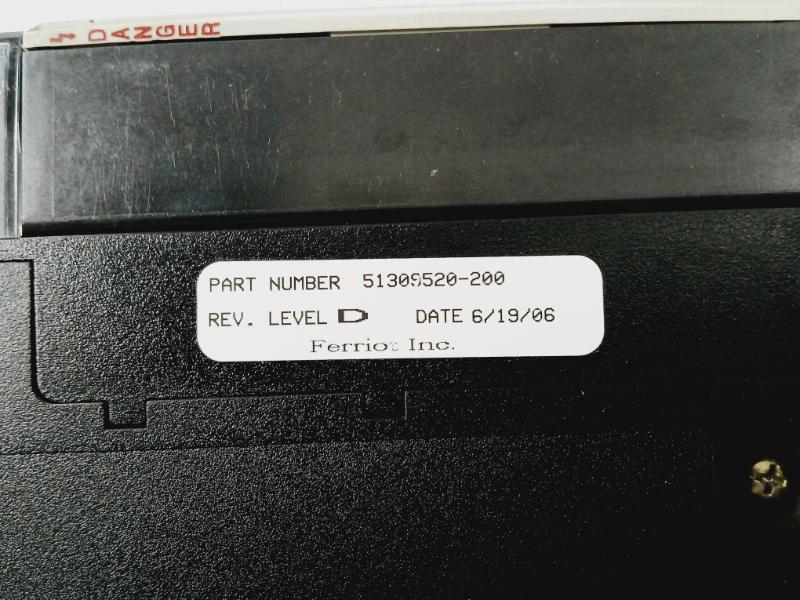 DANGER
PART NUMBER 51309520-200
REV. LEVEL D DATE 6/19/06
Ferriot Inc.